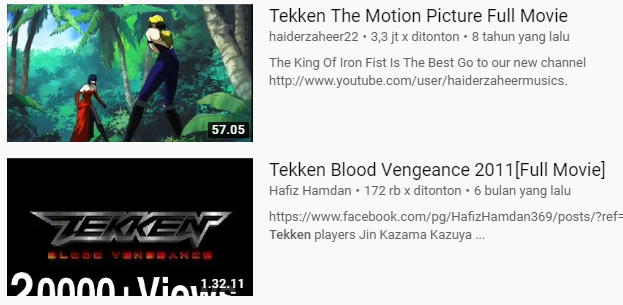 Tekken The Motion Picture Full Movie
haiderzaheer22 • 3,3 jt x ditonton • 8 tahun yang lalu
The King Of Iron Fist Is The Best Go to our new channel
http://www.youtube.com/user/haiderzaheermusics.
57.05
Tekken Blood Vengeance 2011[Full Movie]
Hafiz Hamdan • 172 rb x ditonton • 6 bulan yang lalu
https://www.facebook.com/pg/HafizHamdan369/posts/?ref=
Tekken players Jin Kazama Kazuya ...
TEKKEN
BLOOD VENGEANCE
20000+Views
1.32.11